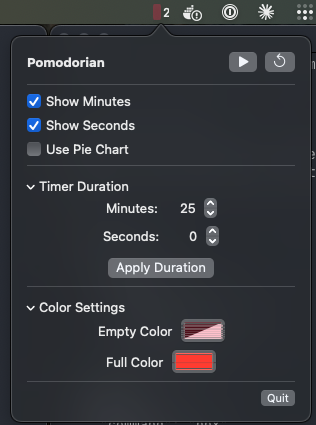 2
Pomodorian
Show Minutes
Show Seconds
Use Pie Chart
Timer Duration
Minutes: 25
Seconds: 0
Apply Duration
Color Settings
Empty Color
Full Color
Quit